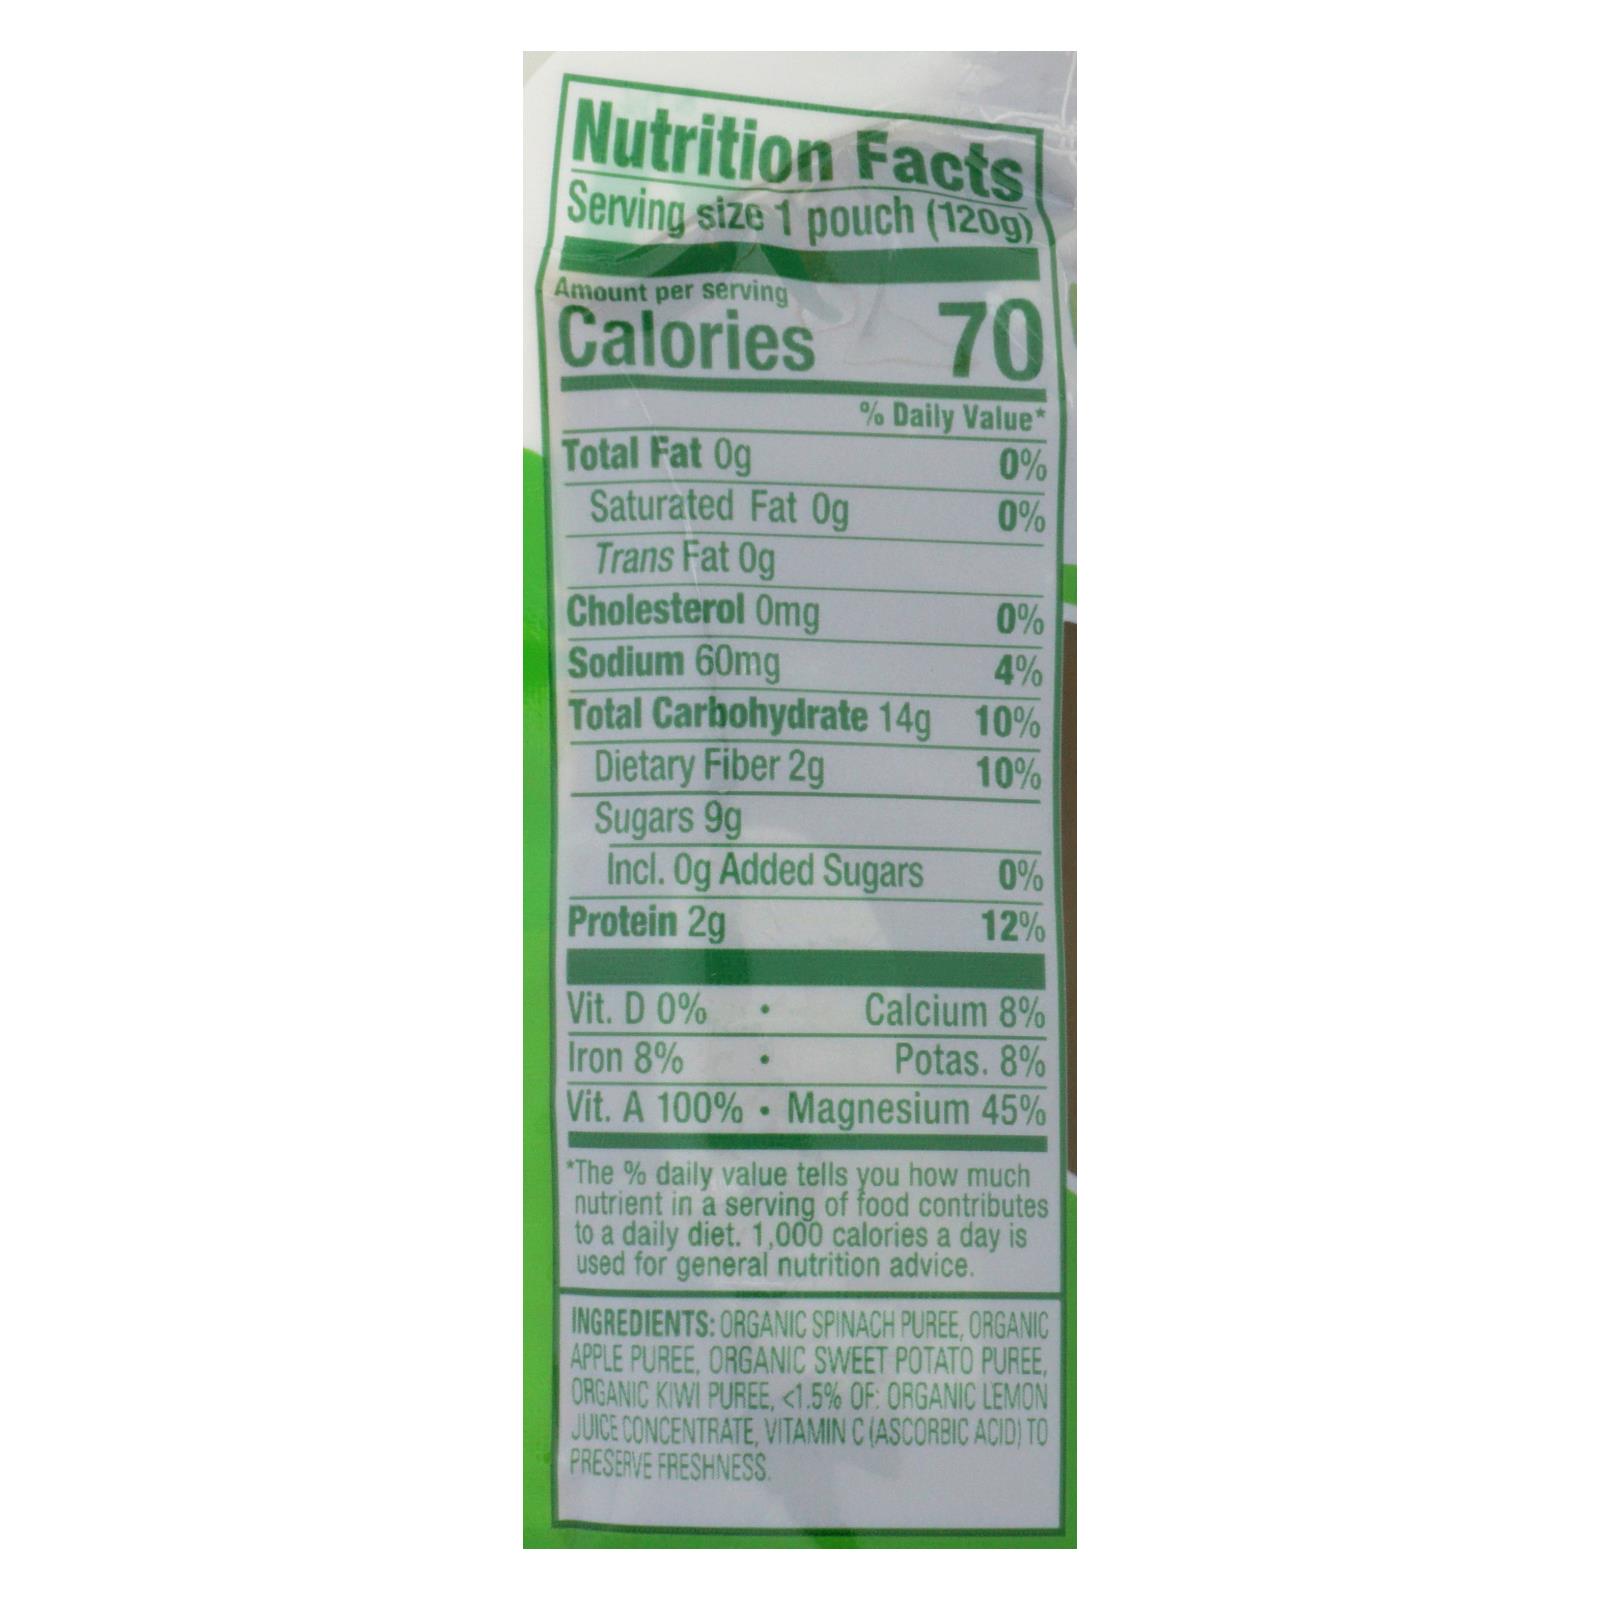 Nutrition Facts
Serving size 1 pouch (120g)
Amount per serving
Calories 70
% Daily Value*
Total Fat 0g 0%
Saturated Fat 0g 0%
Trans Fat 0g
Cholesterol 0mg 0%
Sodium 60mg 4%
Total Carbohydrate 14g 10%
Dietary Fiber 2g 10%
Sugars 9g
Incl. 0g Added Sugars 0%
Protein 2g 12%
Vit. D 0% • Calcium 8%
Iron 8% • Potas. 8%
Vit. A 100% • Magnesium 45%
*The % daily value tells you how much
nutrient in a serving of food contributes
to a daily diet. 1,000 calories a day is
used for general nutrition advice.
INGREDIENTS: ORGANIC SPINACH PUREE, ORGANIC
APPLE PUREE, ORGANIC SWEET POTATO PUREE,
ORGANIC KIWI PUREE, <1.5% OF: ORGANIC LEMON
JUICE CONCENTRATE, VITAMIN C (ASCORBIC ACID) TO
PRESERVE FRESHNESS.